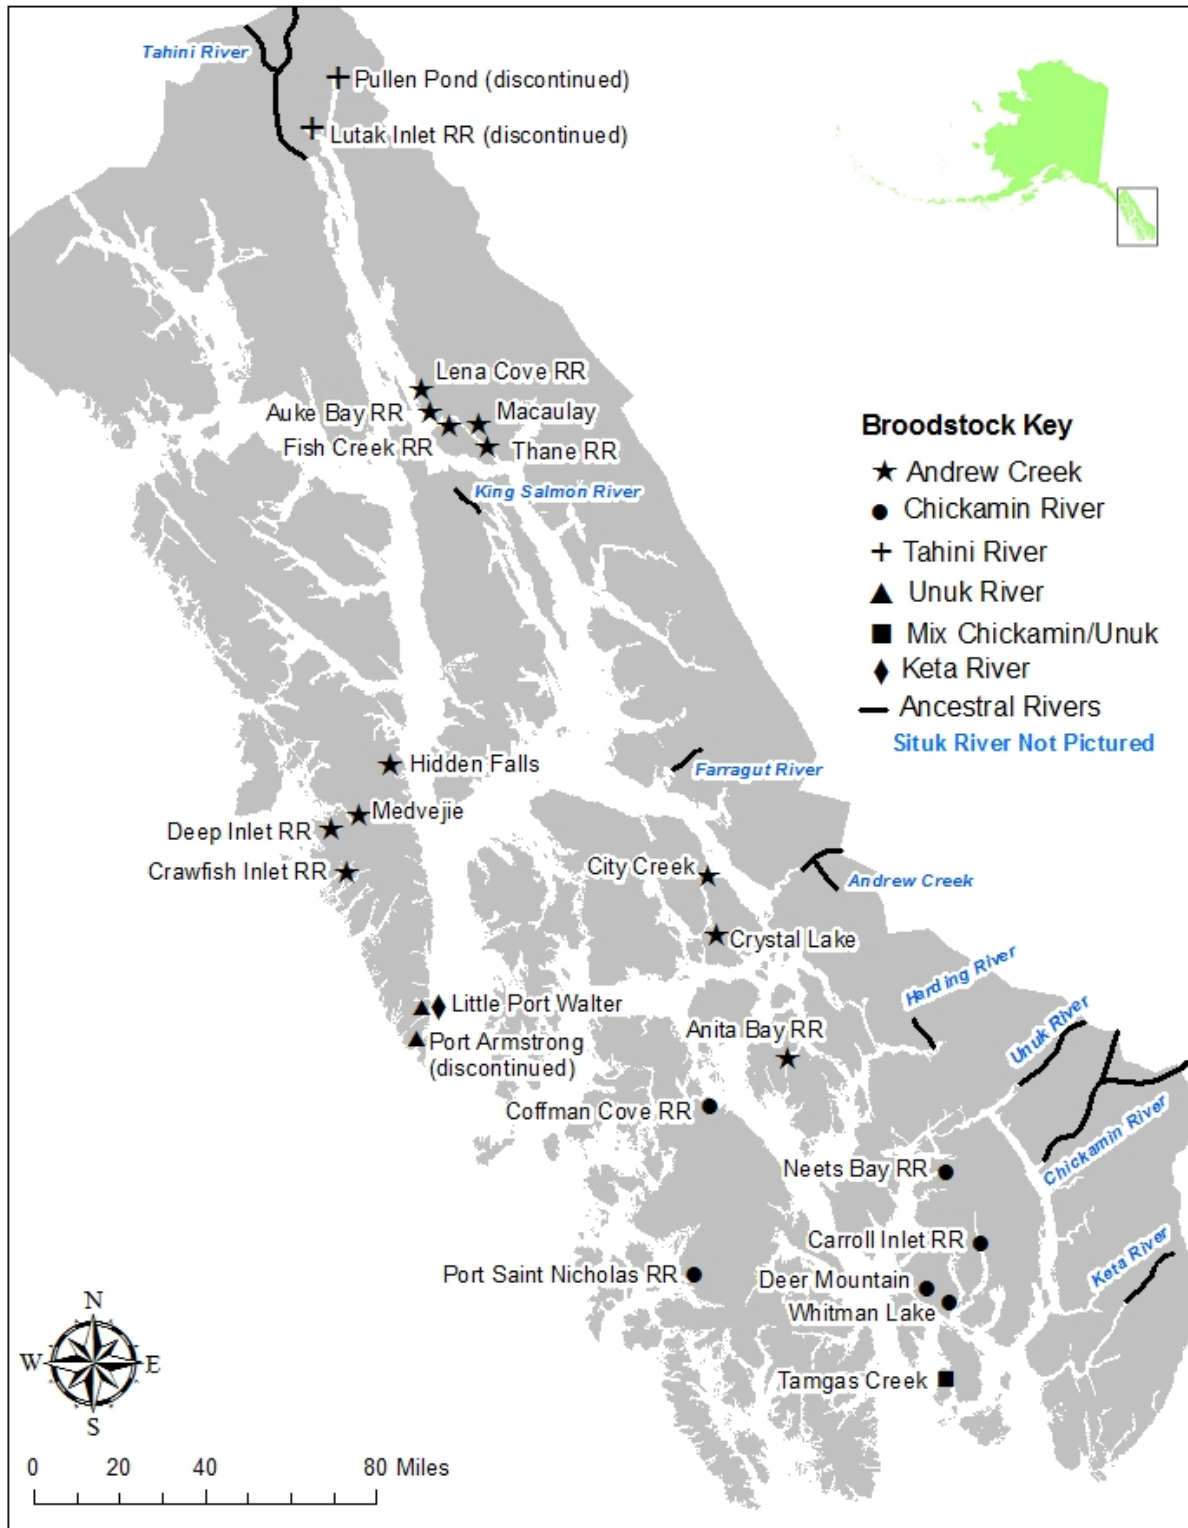 Tahini River
Pullen Pond (discontinued)
Lutak Inlet RR (discontinued)
Lena Cove RR
Auke Bay RR
Macaulay
Fish Creek RR
Thane RR
King Salmon River
Broodstock Key
Andrew Creek
Chickamin River
Tahini River
Unuk River
Mix Chickamin/Unuk
Keta River
Ancestral Rivers
Situk River Not Pictured
Hidden Falls
Farragut River
Medvejie
Deep Inlet RR
Crawfish Inlet RR
City Creek
Andrew Creek
Crystal Lake
Harding River
Little Port Walter
Unuk River
Anita Bay RR
Port Armstrong
(discontinued)
Coffman Cove RR
Chickamin River
Neets Bay RR
Carroll Inlet RR
Keta River
Port Saint Nicholas RR
Deer Mountain
Whitman Lake
Tamgas Creek
N
W E
S
0 20 40 80 Miles